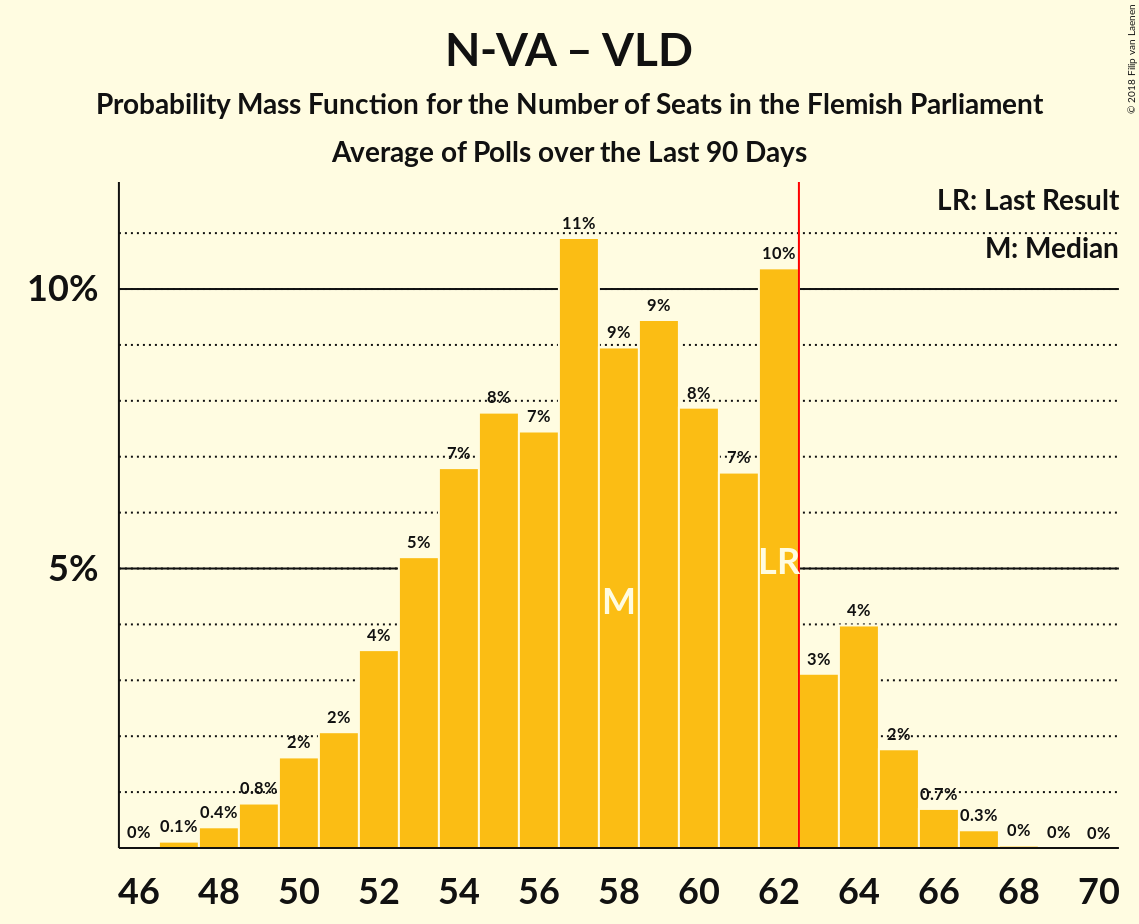 N-VA – VLD
Probability Mass Function for the Number of Seats in the Flemish Parliament
Average of Polls over the Last 90 Days
© 2018 Filip van Laenen
LR: Last Result
M: Median
10%
5%
0% 0.1% 0.4% 0.8% 2% 2% 4% 5% 7% 8% 7% 11% 9% 9% 8% 7% 10% 3% 4% 2% 0.7% 0.3% 0% 0% 0%
M LR
46 48 50 52 54 56 58 60 62 64 66 68 70